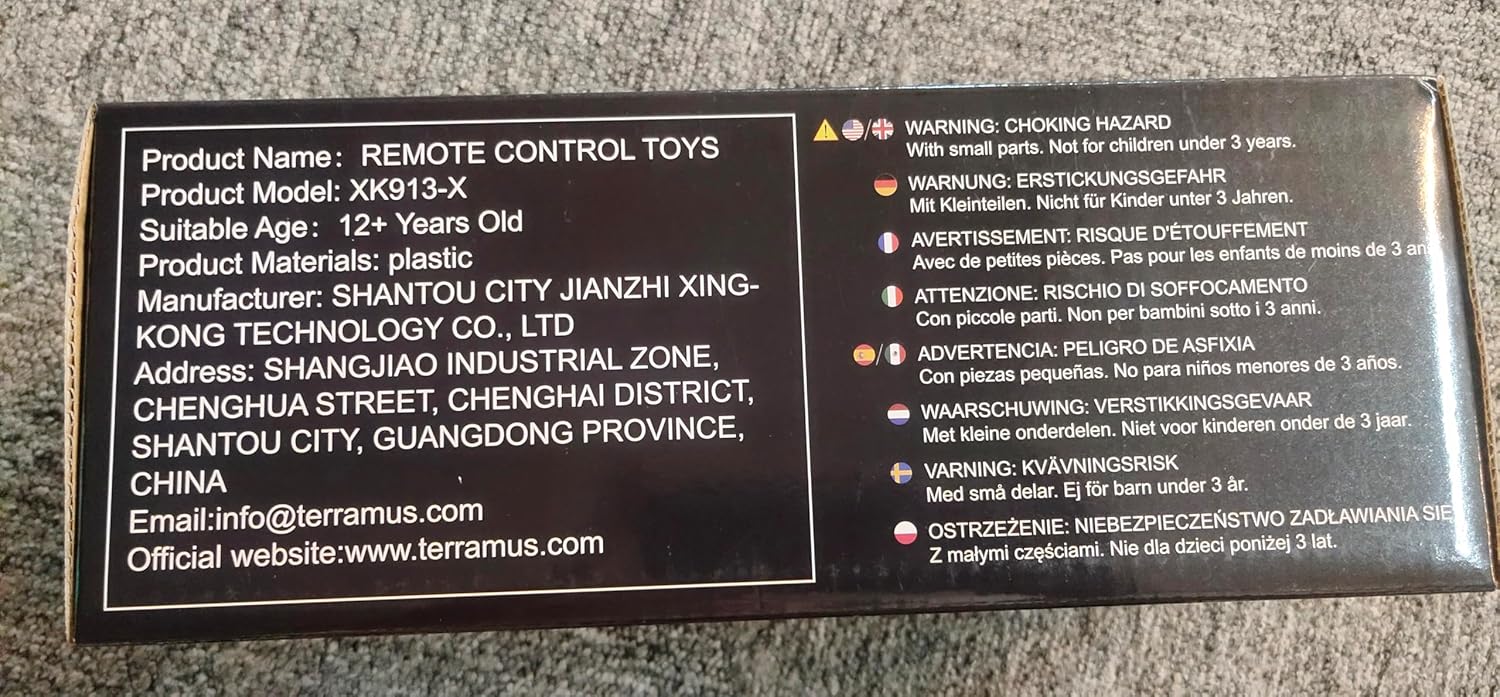 Product Name: REMOTE CONTROL TOYS
Product Model: XK913-X
Suitable Age: 12+ Years Old
Product Materials: plastic
Manufacturer: SHANTOU CITY JIANZHI XING-
KONG TECHNOLOGY CO., LTD
Address: SHANGJIAO INDUSTRIAL ZONE,
CHENGHUA STREET, CHENGHAI DISTRICT,
SHANTOU CITY, GUANGDONG PROVINCE,
CHINA
Email:info@terramus.com
Official website:www.terramus.com
WARNING: CHOKING HAZARD
With small parts. Not for children under 3 years.
WARNUNG: ERSTICKUNGSGEFAHR
Mit Kleinteilen. Nicht für Kinder unter 3 Jahren.
AVERTISSEMENT: RISQUE D'ÉTOUFFEMENT
Avec de petites pièces. Pas pour les enfants de moins de 3
ATTENZIONE: RISCHIO DI SOFFOCAMENTO
Con piccole parti. Non per bambini sotto i 3 anni.
ADVERTENCIA: PELIGRO DE ASFIXIA
Con piezas pequeñas. No para niños menores de 3 años.
WAARSCHUWING: VERSTIKKINGSGEVAAR
Met kleine onderdelen. Niet voor kinderen onder de 3 jaar.
VARNING: KVÄVNINGSRISK
Med små delar. Ej för barn under 3 år.
OSTRZEŻENIE: NIEBEZPIECZEŃSTWO ZADŁAWIANIA SIE
Z małymi częściami. Nie dla dzieci poniżej 3 lat.